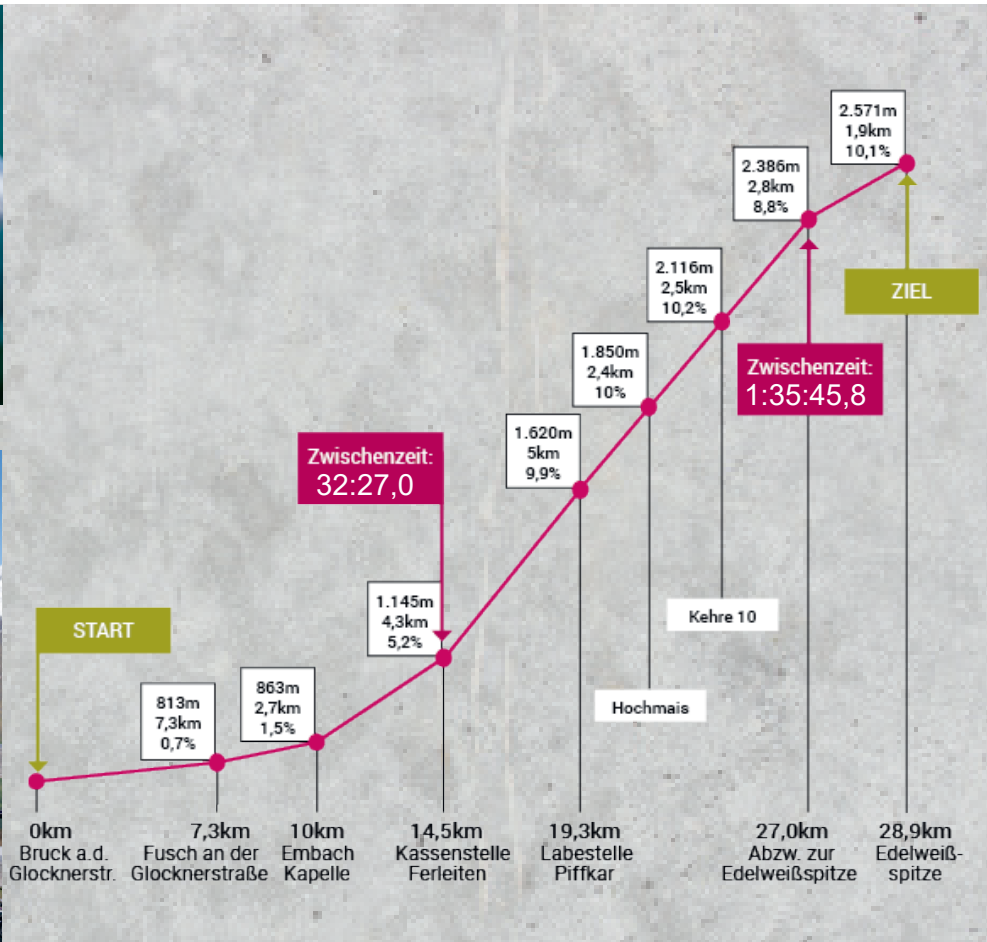 2.571m
1,9km
10,1%
2.386m
2,8km
8,8%
2.116m
2,5km
10,2%
ZIEL
1.850m
2,4km
10%
Zwischenzeit:
1:35:45,8
1.620m
5km
9,9%
Zwischenzeit:
32:27,0
1.145m
4,3km
5,2%
START
Kehre 10
863m
2,7km
1,5%
813m
7,3km
0,7%
Hochmais
0km
Bruck a.d.
Glocknerstr.
7,3km
Fusch an der
Glocknerstraße
10km
Embach
Kapelle
14,5km
Kassenstelle
Ferleiten
19,3km
Labestelle
Piffkar
27,0km
Abzw. zur
Edelweißspitze
28,9km
Edelweiß-
spitze